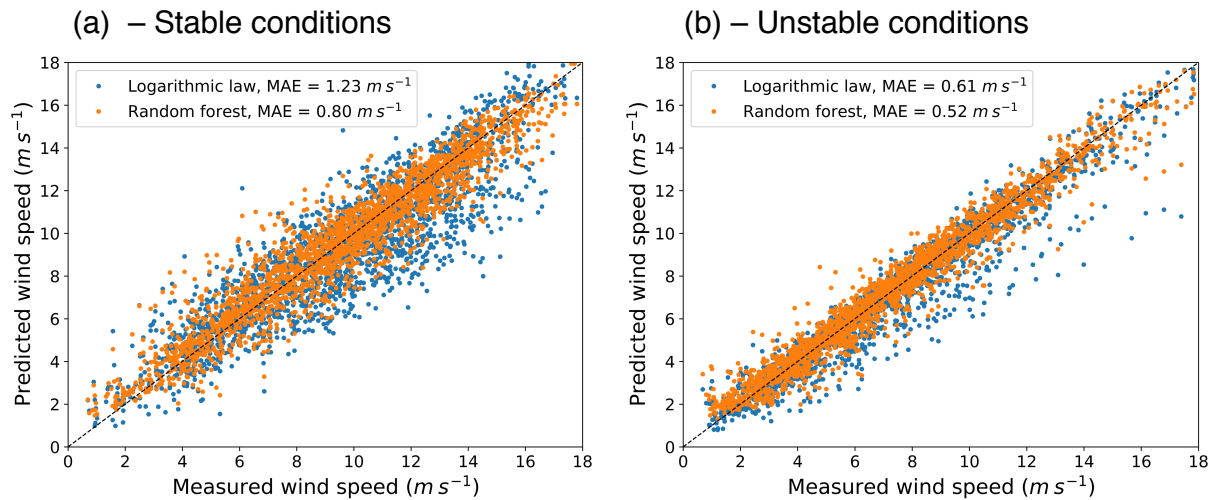 (a) – Stable conditions
Logarithmic law, MAE = 1.23 m s⁻¹
Random forest, MAE = 0.80 m s⁻¹
Predicted wind speed (m s⁻¹)
18
16
14
12
10
8
6
4
2
0
0 2 4 6 8 10 12 14 16 18
Measured wind speed (m s⁻¹)
(b) – Unstable conditions
Logarithmic law, MAE = 0.61 m s⁻¹
Random forest, MAE = 0.52 m s⁻¹
Predicted wind speed (m s⁻¹)
18
16
14
12
10
8
6
4
2
0
0 2 4 6 8 10 12 14 16 18
Measured wind speed (m s⁻¹)